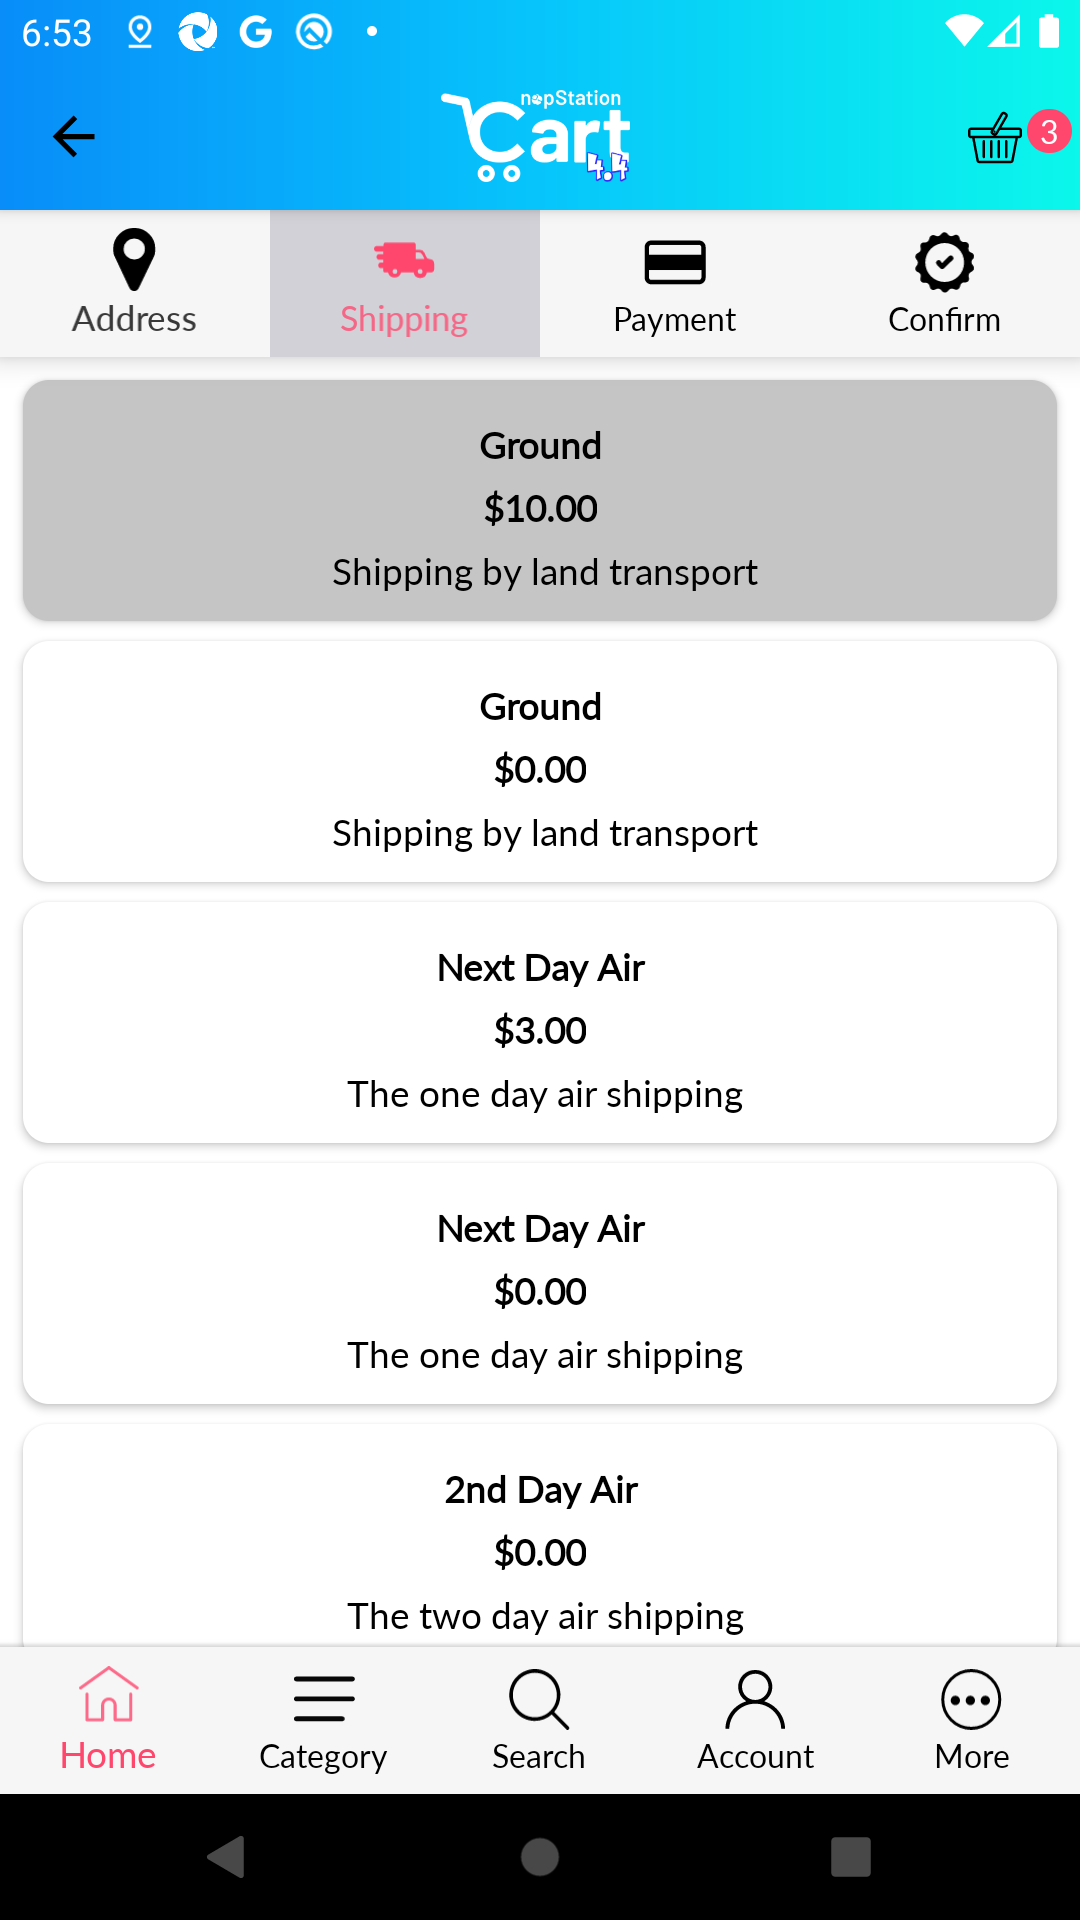 6:53
nopStation
Cart
4.4
3
Address
Shipping
Payment
Confirm
Ground
$10.00
Shipping by land transport
Ground
$0.00
Shipping by land transport
Next Day Air
$3.00
The one day air shipping
Next Day Air
$0.00
The one day air shipping
2nd Day Air
$0.00
The two day air shipping
Home
Category
Search
Account
More